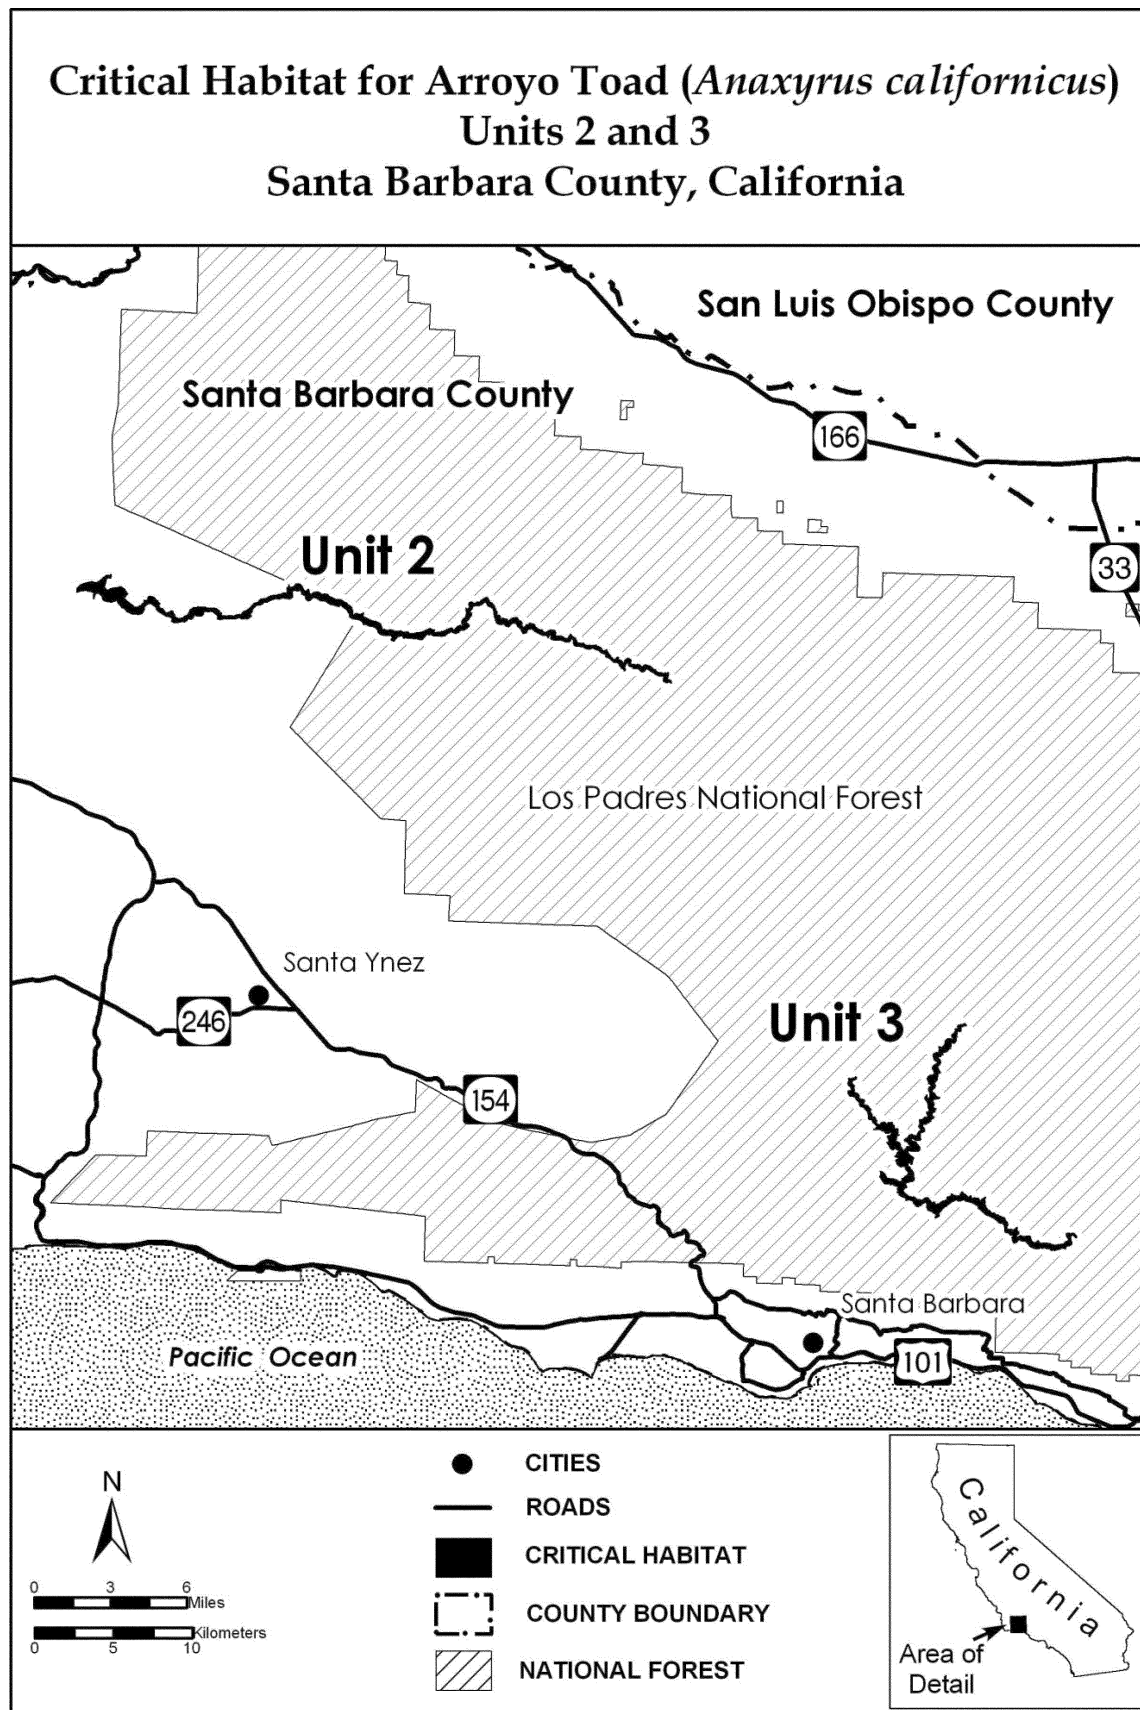 Critical Habitat for Arroyo Toad (Anaxyrus californicus)
Units 2 and 3
Santa Barbara County, California
San Luis Obispo County
Santa Barbara County
166
Unit 2
33
Los Padres National Forest
Santa Ynez
246
Unit 3
154
Santa Barbara
Pacific Ocean
101
N
0 3 6
Miles
Kilometers
0 5 10
CITIES
ROADS
CRITICAL HABITAT
COUNTY BOUNDARY
NATIONAL FOREST
California
Area of
Detail